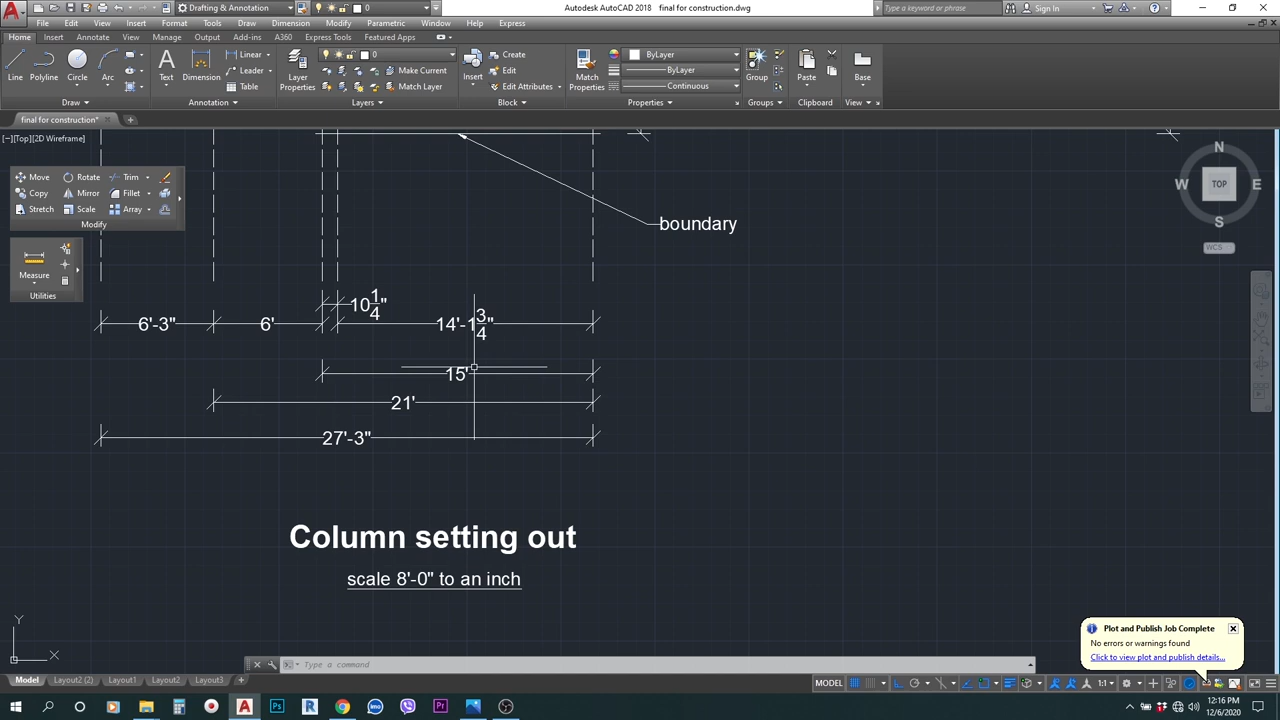 Drafting & Annotation
0
Autodesk AutoCAD 2018 final for construction.dwg
Type a keyword or phrase
Sign In
File Edit View Insert Format Tools Draw Dimension Modify Parametric Window Help Express
Home Insert Annotate Parametric View Manage Output Add-ins A360 Express Tools Featured Apps
Line Polyline Circle Arc
Text Dimension
Linear
Leader
Table
Layer Properties
0
Make Current
Match Layer
Insert
Create
Edit
Edit Attributes
Match Properties
ByLayer
ByLayer
Continuous
Group
Paste
Base
Draw
Annotation
Layers
Block
Properties
Groups
Clipboard
View
final for construction*
[−][Top][2D Wireframe]
Move Rotate Trim
Copy Mirror Fillet
Stretch Scale Array
Modify
Measure
Utilities
N
W TOP E
S
WCS
boundary
10 1/4"
6'-3" 6' 14'-1 3/4"
15'
21'
27'-3"
Column setting out
scale 8'-0" to an inch
Y
X
Plot and Publish Job Complete
No errors or warnings found
Click to view plot and publish details...
Type a command
Model Layout2 (2) Layout1 Layout2 Layout3
MODEL
1:1
12:16 PM
12/6/2020